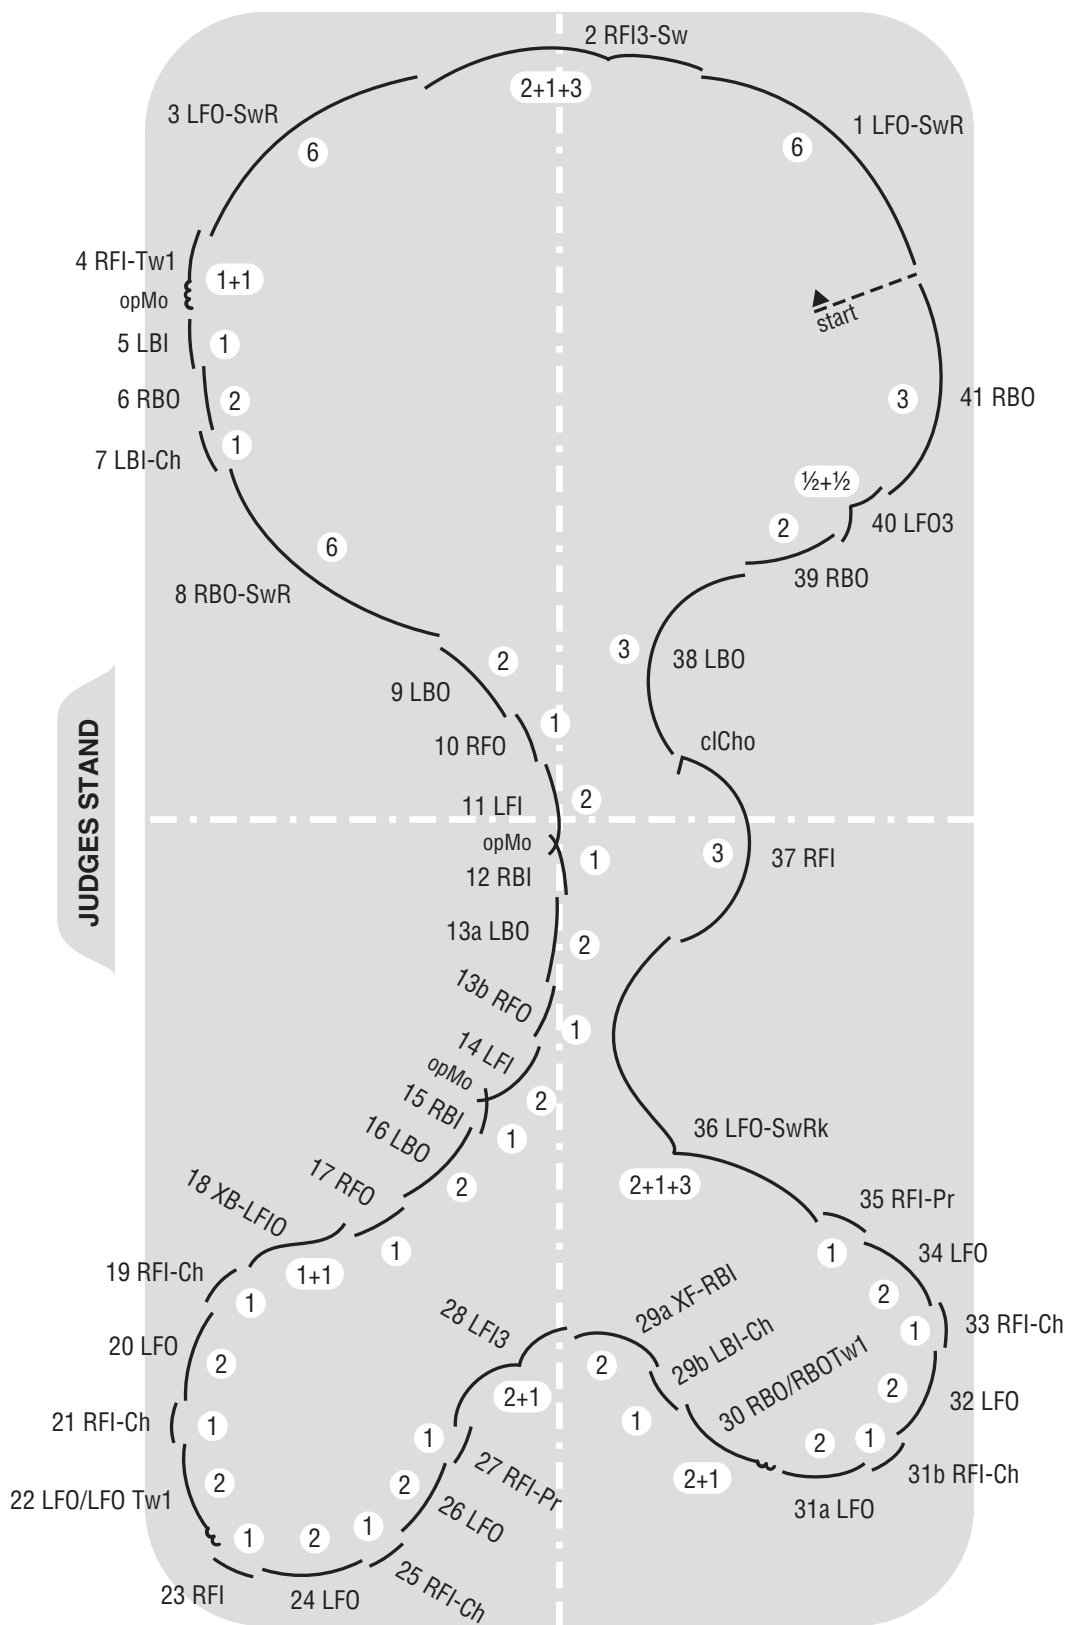 2 RFI3-Sw
2+1+3
3 LFO-SwR
6
1 LFO-SwR
6
4 RFI-Tw1
1+1
opMo
start
5 LBI
1
6 RBO
2
41 RBO
3
7 LBI-Ch
1
½+½
40 LFO3
2
39 RBO
8 RBO-SwR
6
3
38 LBO
9 LBO
2
10 RFO
1
clCho
11 LFI
2
JUDGES STAND
opMo
12 RBI
1
3
37 RFI
13a LBO
2
13b RFO
1
14 LFI
2
opMo
15 RBI
1
16 LBO
2
36 LFO-SwRk
2+1+3
17 RFO
1
18 XB-LFIO
1+1
35 RFI-Pr
1
34 LFO
2
19 RFI-Ch
1
33 RFI-Ch
1
20 LFO
2
28 LFI3
2+1
29a XF-RBI
2
29b LBI-Ch
1
30 RBO/RBOTw1
2+1
32 LFO
2
21 RFI-Ch
1
31b RFI-Ch
1
31a LFO
2
22 LFO/LFO Tw1
2
27 RFI-Pr
1
26 LFO
2
25 RFI-Ch
1
24 LFO
2
23 RFI
1